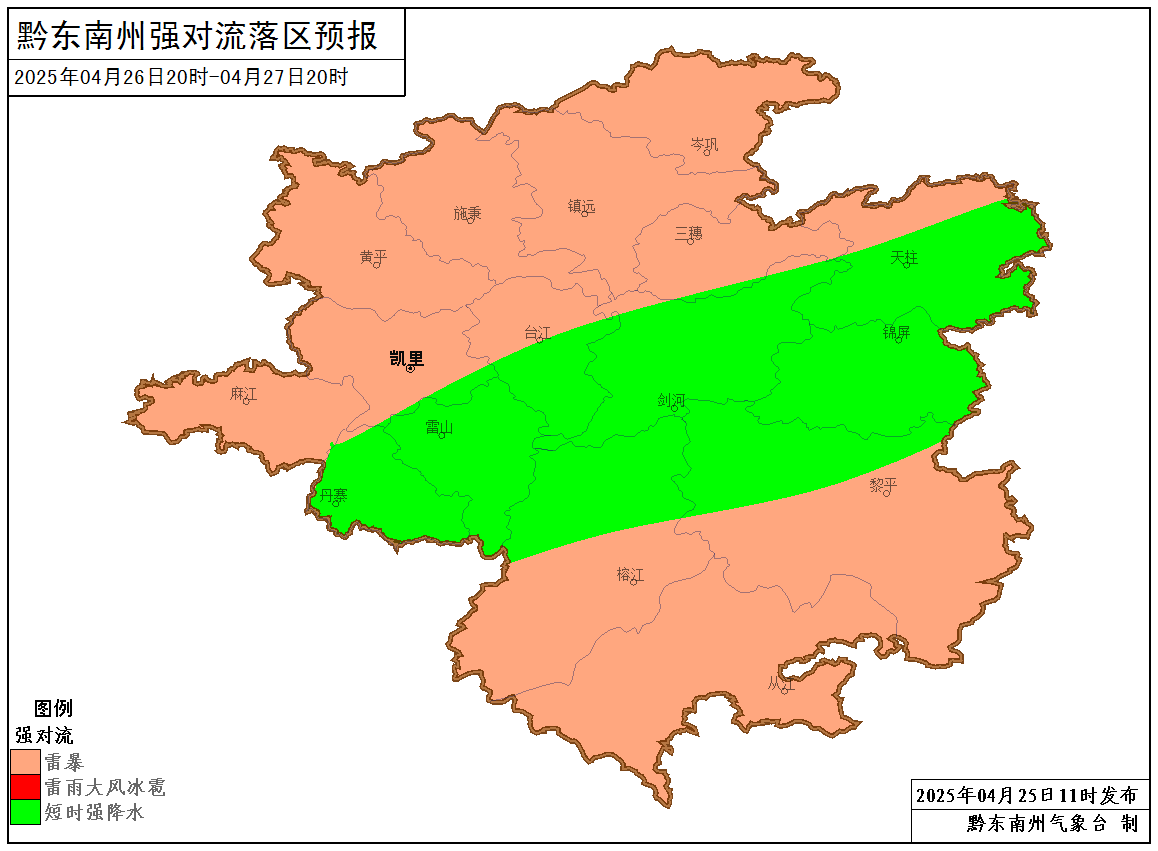 黔东南州强对流落区预报
2025年04月26日20时-04月27日20时
岑巩
施秉
镇远
三穗
黄平
天柱
台江
锦屏
凯里
麻江
剑河
雷山
黎平
丹寨
榕江
从江
图例
强对流
雷暴
雷雨大风冰雹
短时强降水
2025年04月25日11时发布
黔东南州气象台 制